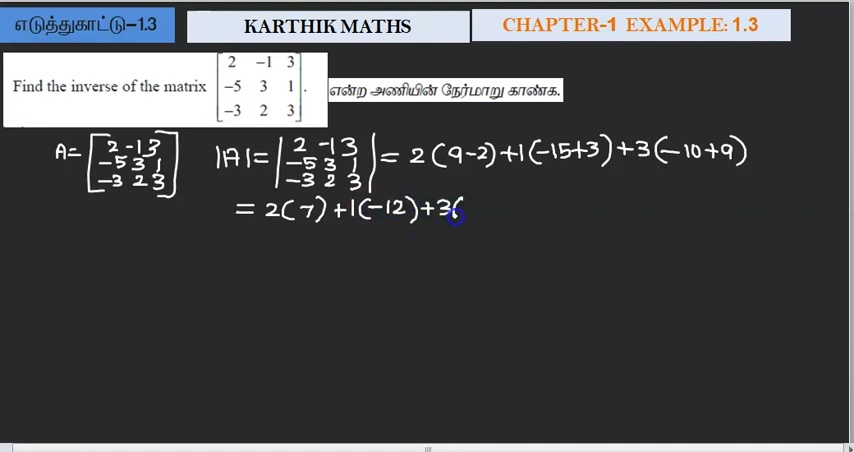 எடுத்துகாட்டு-1.3
KARTHIK MATHS
CHAPTER-1 EXAMPLE: 1.3
Find the inverse of the matrix [2 -1 3
-5 3 1
-3 2 3]. என்ற அணியின் நேர்மாறு காண்க.
A= [2 -1 3
-5 3 1
-3 2 3]
|A| = |2 -1 3
-5 3 1
-3 2 3| = 2(9-2)+1(-15+3)+3(-10+9)
= 2(7)+1(-12)+3(